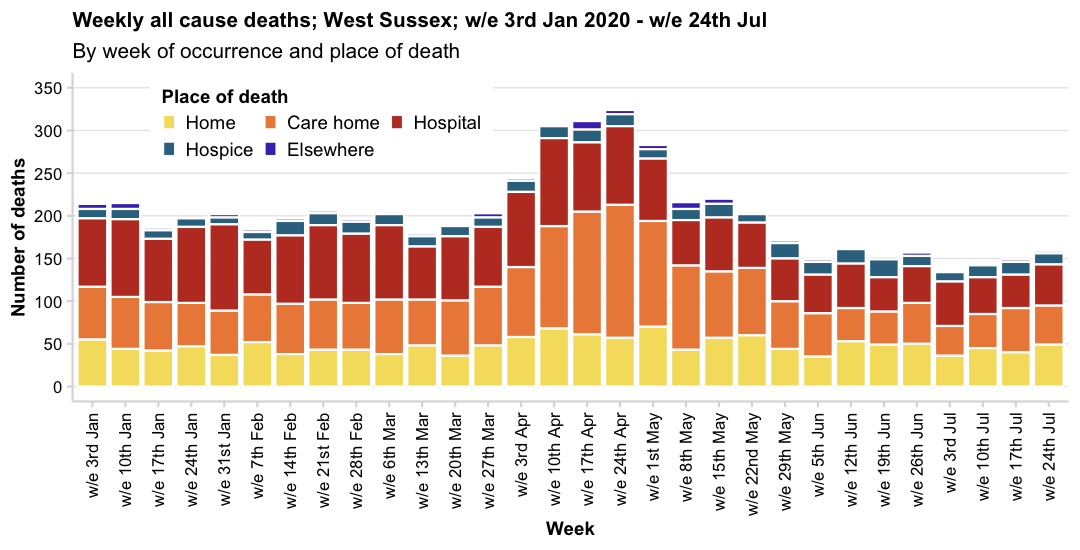 Weekly all cause deaths; West Sussex; w/e 3rd Jan 2020 - w/e 24th Jul
By week of occurrence and place of death
Place of death
Home Care home Hospital
Hospice Elsewhere
Number of deaths
350
300
250
200
150
100
50
0
w/e 3rd Jan
w/e 10th Jan
w/e 17th Jan
w/e 24th Jan
w/e 31st Jan
w/e 7th Feb
w/e 14th Feb
w/e 21st Feb
w/e 28th Feb
w/e 6th Mar
w/e 13th Mar
w/e 20th Mar
w/e 27th Mar
w/e 3rd Apr
w/e 10th Apr
w/e 17th Apr
w/e 24th Apr
w/e 1st May
w/e 8th May
w/e 15th May
w/e 22nd May
w/e 29th May
w/e 5th Jun
w/e 12th Jun
w/e 19th Jun
w/e 26th Jun
w/e 3rd Jul
w/e 10th Jul
w/e 17th Jul
w/e 24th Jul
Week